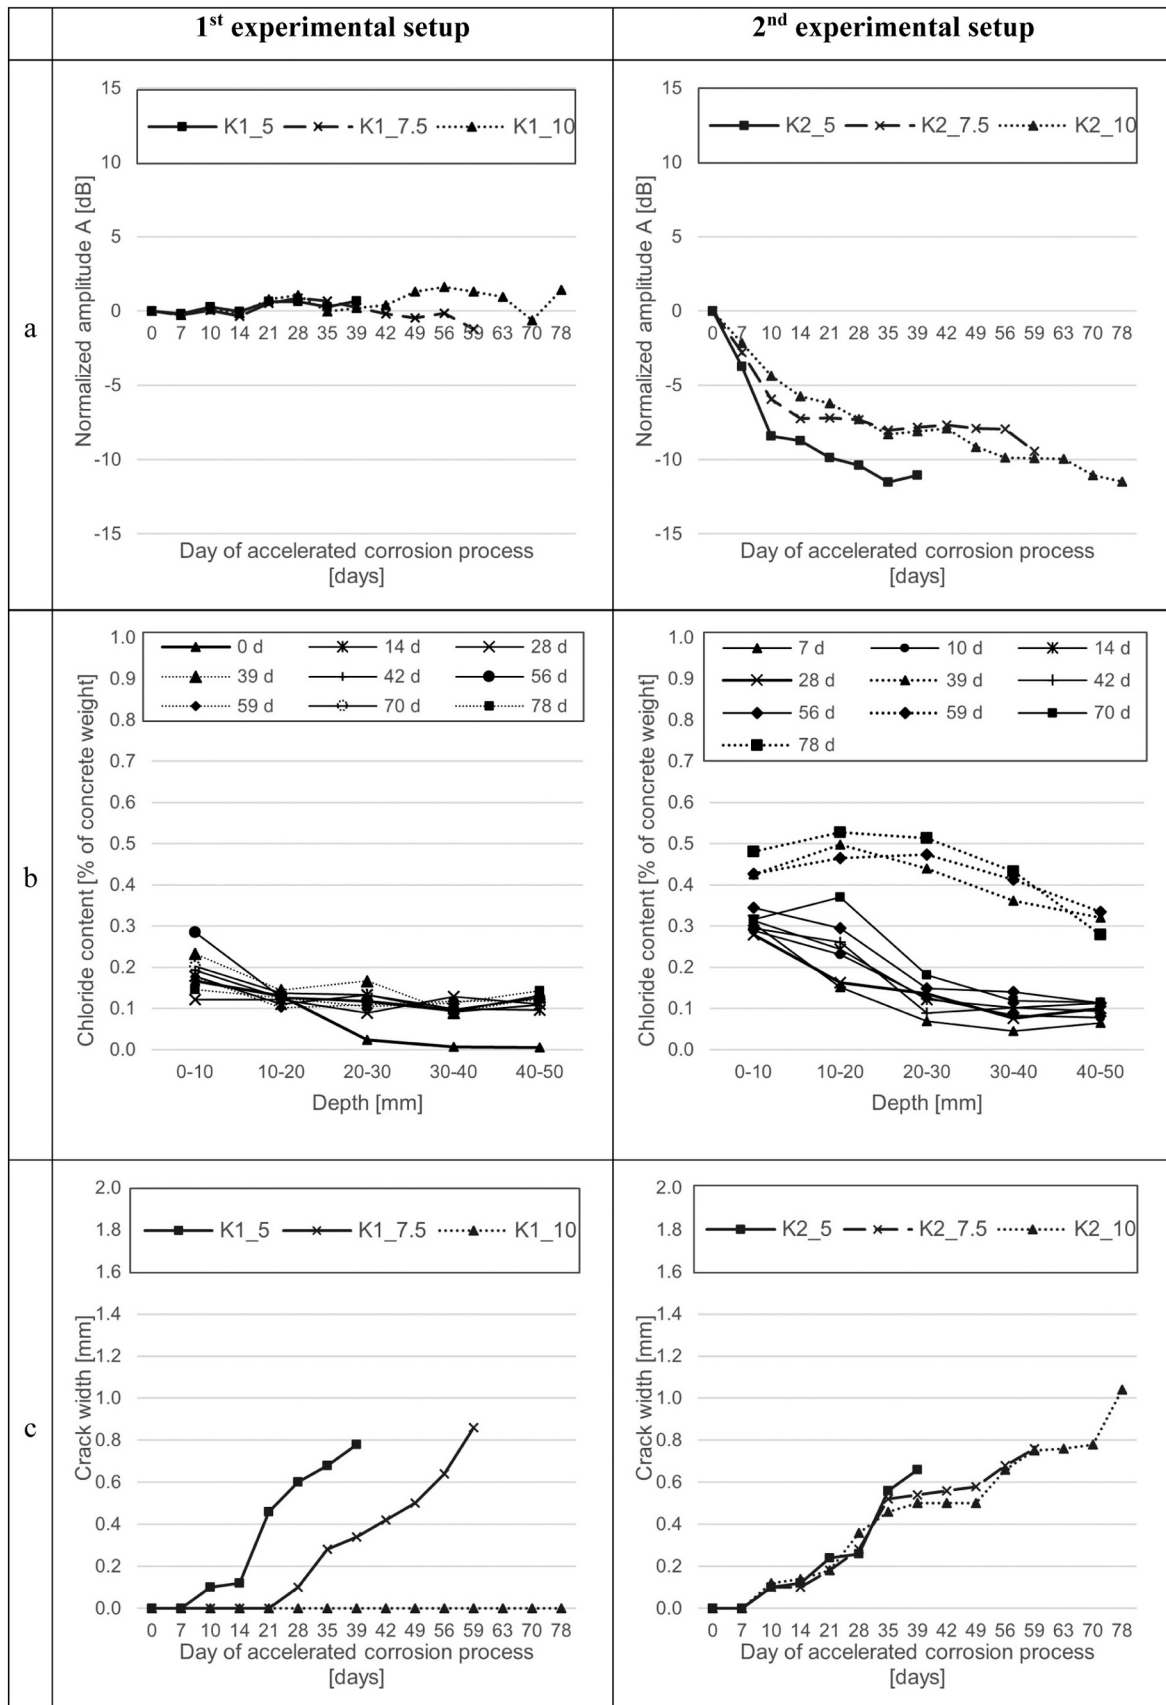 1st experimental setup
2nd experimental setup
a
Normalized amplitude A [dB]
15
10
5
0
-5
-10
-15
K1_5 K1_7.5 K1_10
0 7 10 14 21 28 35 39 42 49 56 59 63 70 78
Day of accelerated corrosion process
[days]
Normalized amplitude A [dB]
15
10
5
0
-5
-10
-15
K2_5 K2_7.5 K2_10
0 7 10 14 21 28 35 39 42 49 56 59 63 70 78
Day of accelerated corrosion process
[days]
b
Chloride content [% of concrete weight]
1.0
0.9
0.8
0.7
0.6
0.5
0.4
0.3
0.2
0.1
0.0
0 d 14 d 28 d
39 d 42 d 56 d
59 d 70 d 78 d
0-10 10-20 20-30 30-40 40-50
Depth [mm]
Chloride content [% of concrete weight]
1.0
0.9
0.8
0.7
0.6
0.5
0.4
0.3
0.2
0.1
0.0
7 d 10 d 14 d
28 d 39 d 42 d
56 d 59 d 70 d
78 d
0-10 10-20 20-30 30-40 40-50
Depth [mm]
c
Crack width [mm]
2.0
1.8
1.6
1.4
1.2
1.0
0.8
0.6
0.4
0.2
0.0
K1_5 K1_7.5 K1_10
0 7 10 14 21 28 35 39 42 49 56 59 63 70 78
Day of accelerated corrosion process
[days]
Crack width [mm]
2.0
1.8
1.6
1.4
1.2
1.0
0.8
0.6
0.4
0.2
0.0
K2_5 K2_7.5 K2_10
0 7 10 14 21 28 35 39 42 49 56 59 63 70 78
Day of accelerated corrosion process
[days]